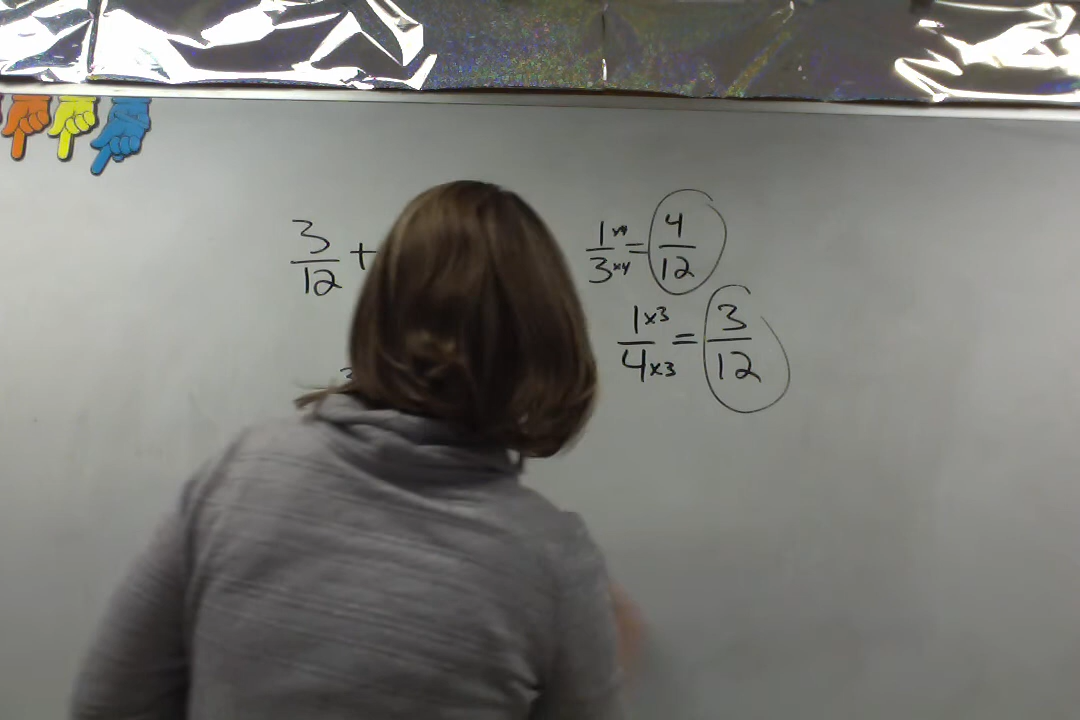 3/12 +
1×4/3×4 = 4/12
1×3/4×3 = 3/12